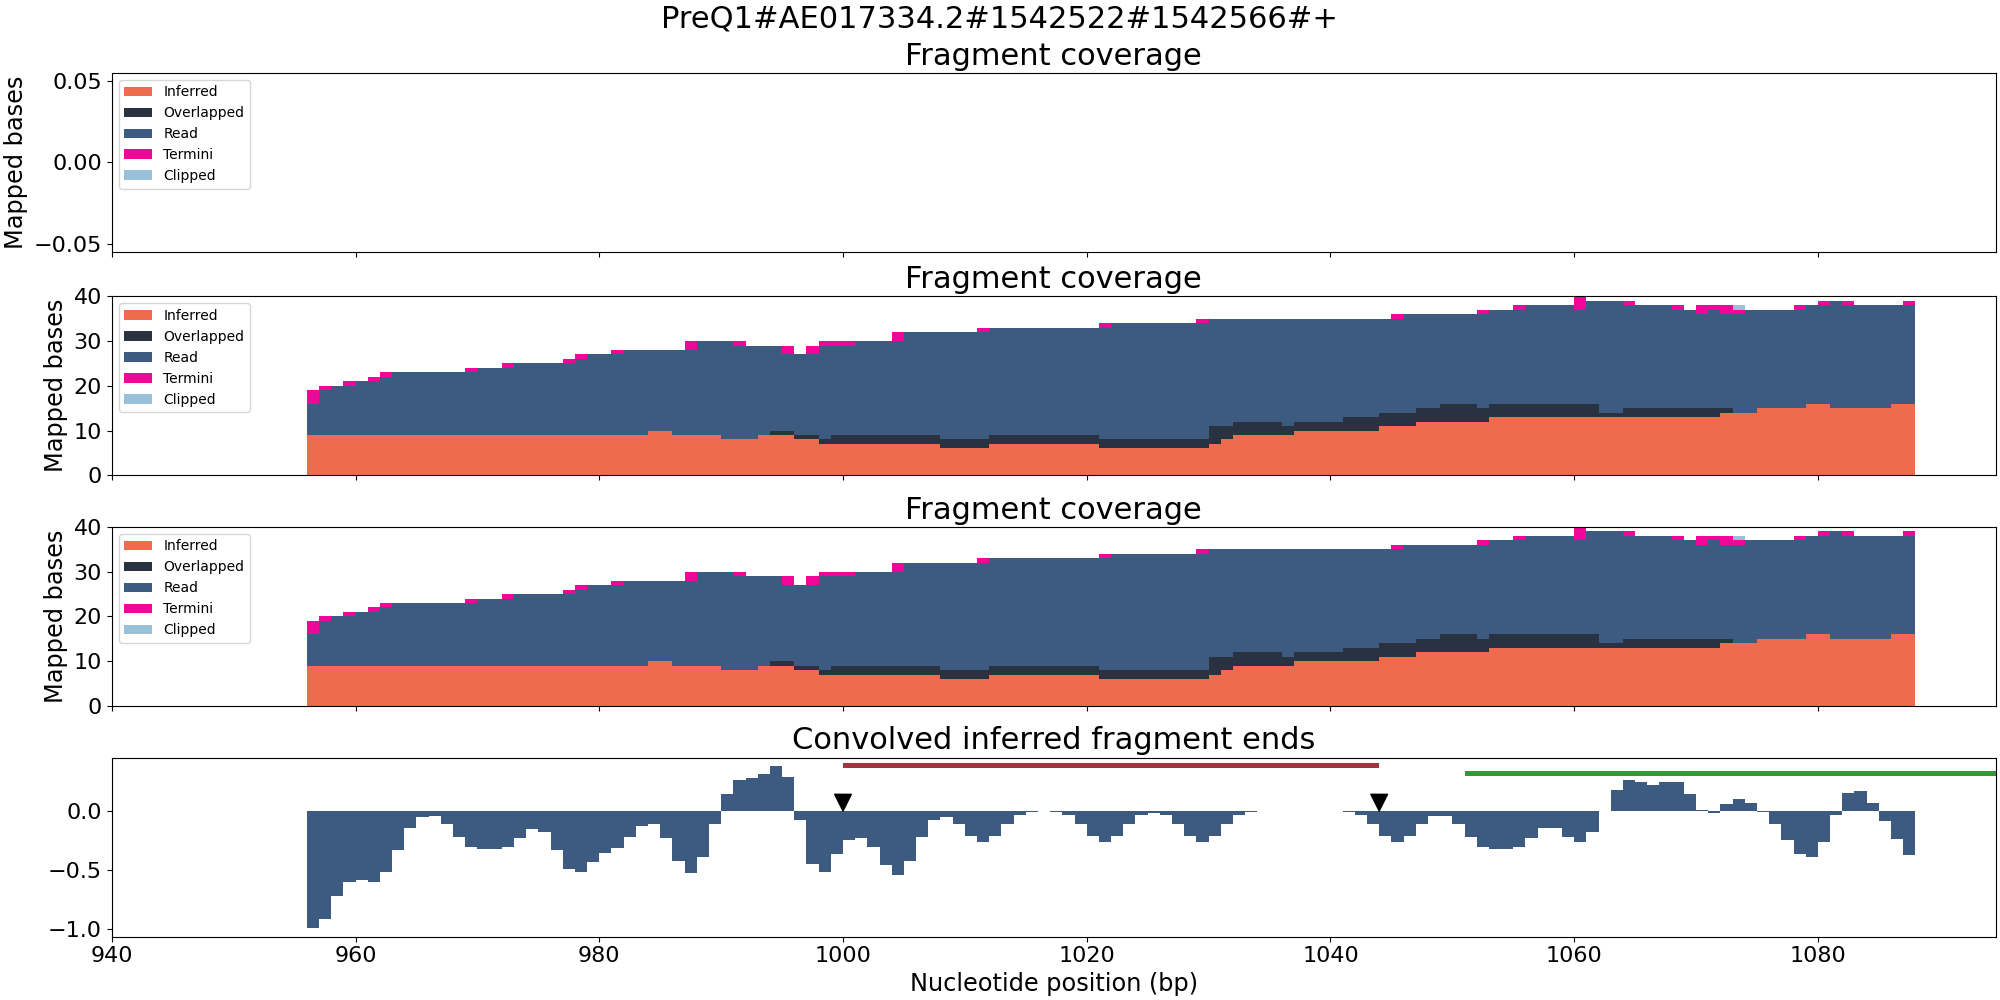 PreQ1#AE017334.2#1542522#1542566#+
Fragment coverage
Mapped bases
0.05
0.00
−0.05
Inferred
Overlapped
Read
Termini
Clipped
Fragment coverage
Mapped bases
40
30
20
10
0
Inferred
Overlapped
Read
Termini
Clipped
Fragment coverage
Mapped bases
40
30
20
10
0
Inferred
Overlapped
Read
Termini
Clipped
Convolved inferred fragment ends
0.0
−0.5
−1.0
940 960 980 1000 1020 1040 1060 1080
Nucleotide position (bp)